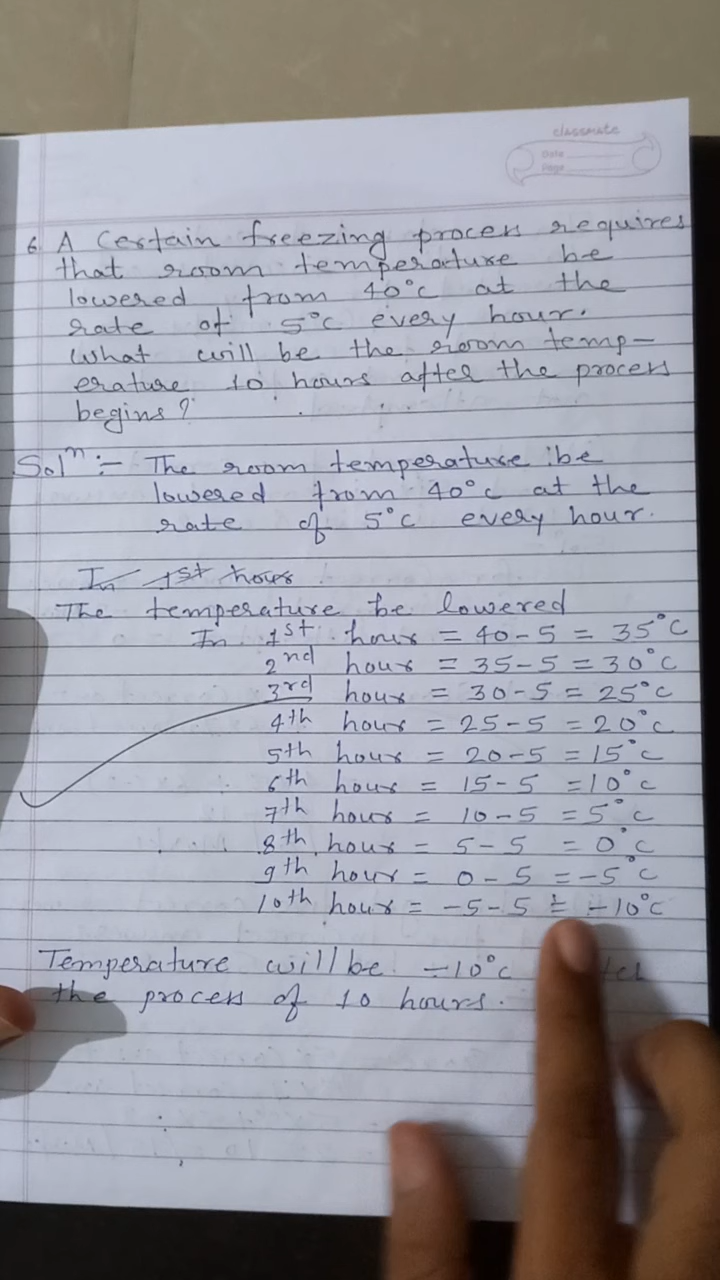 classmate
Date
Page
6. A Certain freezing process requires
that room temperature be
lowered from 40°C at the
rate of 5°C every hour.
What will be the room temp-
erature 10 hours after the process
begins?
Solⁿ :- The room temperature be
lowered from 40°C at the
rate of 5°C every hour.
In 1st hour
The temperature be lowered
In 1st hour = 40-5 = 35°C
2nd hour = 35-5 = 30°C
3rd hour = 30-5 = 25°C
4th hour = 25-5 = 20°C
5th hour = 20-5 = 15°C
6th hour = 15-5 = 10°C
7th hour = 10-5 = 5°C
8th hour = 5-5 = 0°C
9th hour = 0-5 = -5°C
10th hour = -5-5 = -10°C
Temperature will be -10°C
the process of 10 hours.